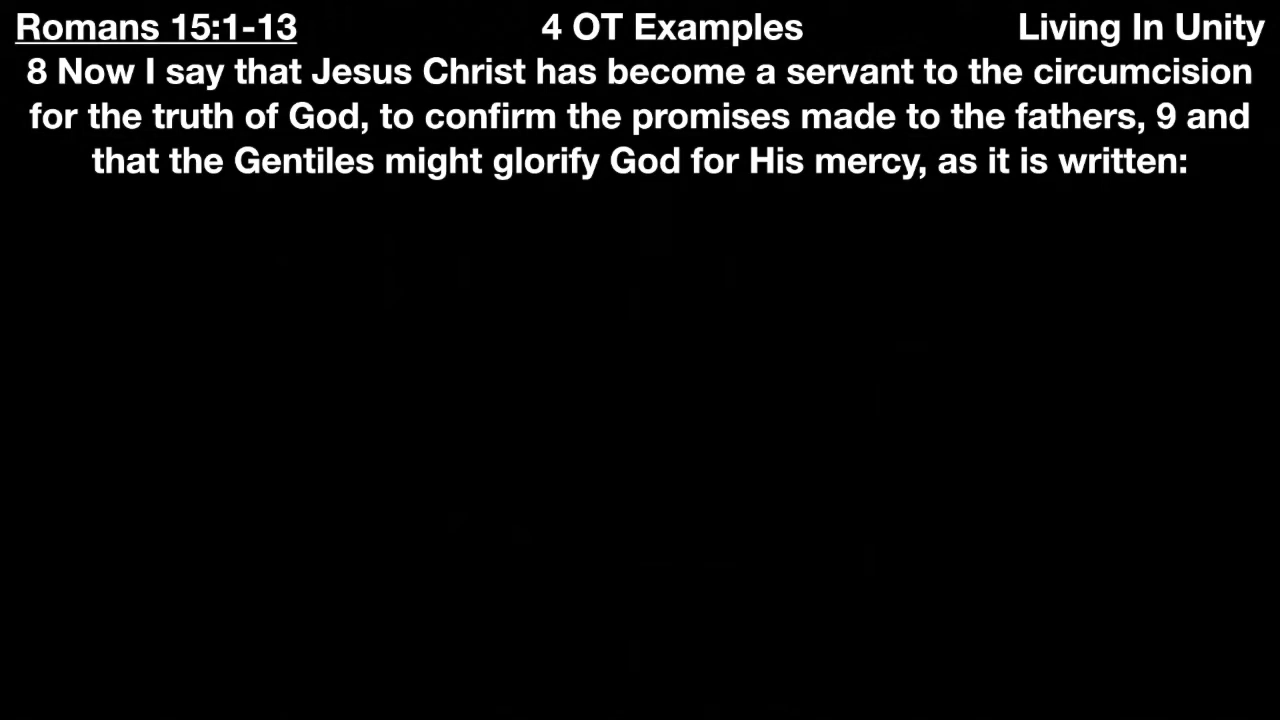 Romans 15:1-13 4 OT Examples Living In Unity
8 Now I say that Jesus Christ has become a servant to the circumcision
for the truth of God, to confirm the promises made to the fathers, 9 and
that the Gentiles might glorify God for His mercy, as it is written: